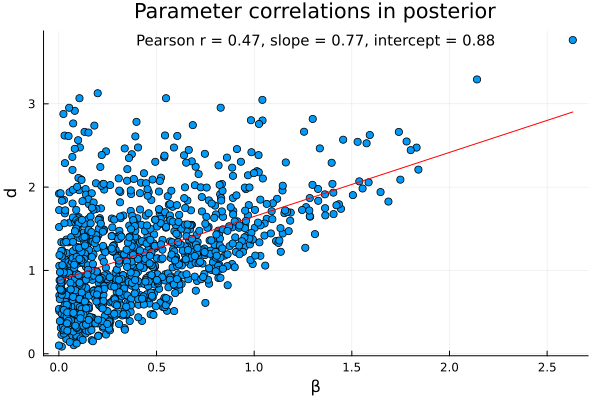 Parameter correlations in posterior
Pearson r = 0.47, slope = 0.77, intercept = 0.88
3
2
1
0
d
0.0 0.5 1.0 1.5 2.0 2.5
β